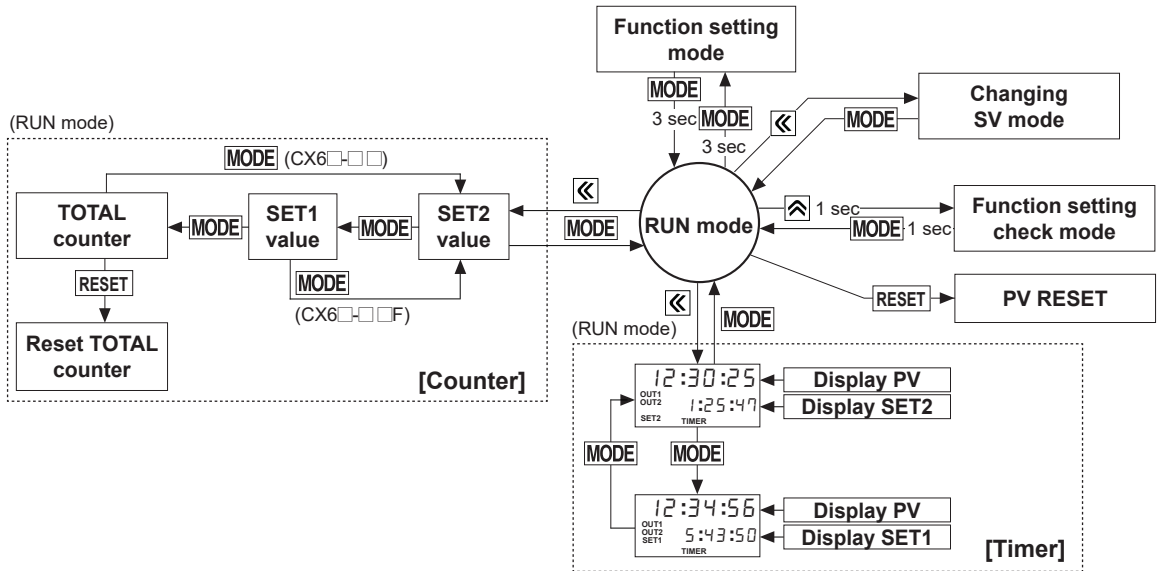 Function setting
mode
MODE
3 sec
MODE
3 sec
«
MODE
Changing
SV mode
(RUN mode)
MODE (CX6□-□□)
TOTAL
counter
MODE
SET1
value
MODE
SET2
value
«
MODE
RUN mode
1 sec
MODE 1 sec
Function setting
check mode
RESET
MODE
(CX6□-□□F)
Reset TOTAL
counter
[Counter]
RESET
PV RESET
«
MODE
(RUN mode)
12:30:25
Display PV
OUT1
OUT2
1:25:47
Display SET2
SET2
TIMER
MODE
MODE
12:34:56
Display PV
OUT1
OUT2
SET1
5:43:50
Display SET1
TIMER
[Timer]